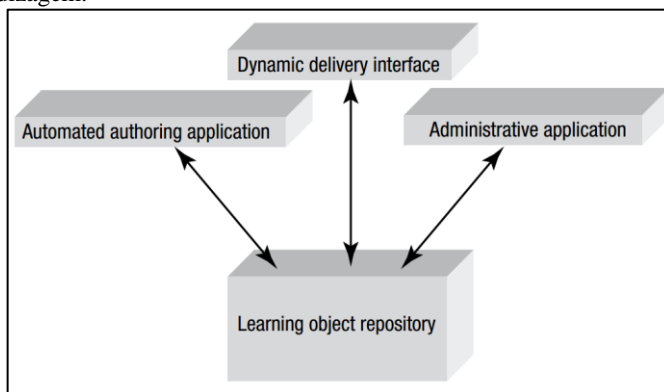 Dynamic delivery interface
Automated authoring application
Administrative application
Learning object repository